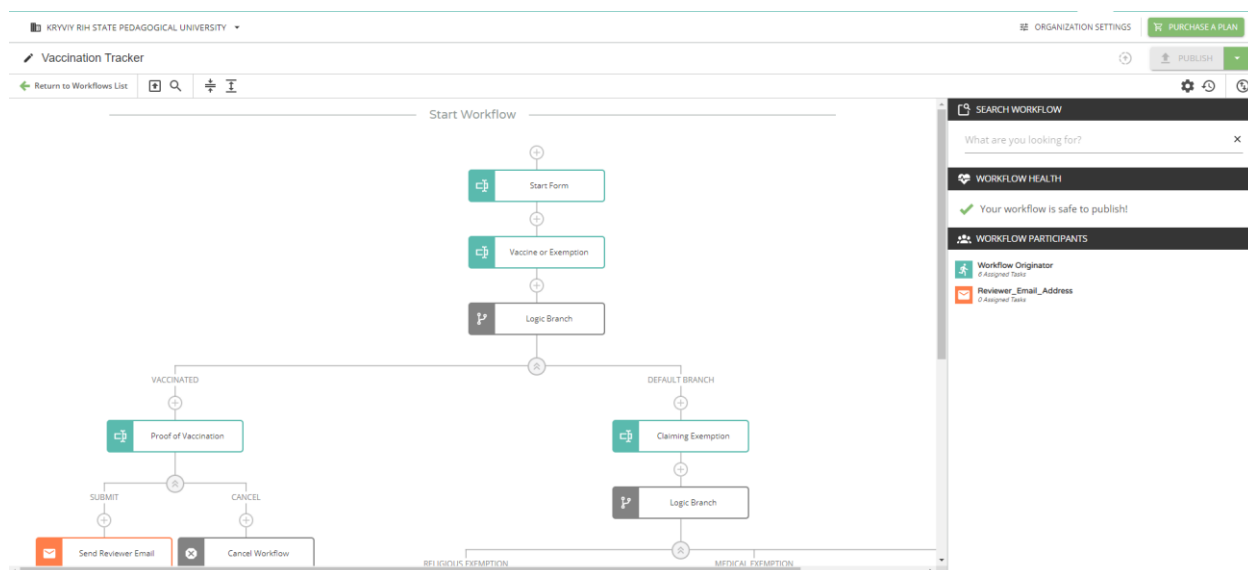 KRYVIY RIH STATE PEDAGOGICAL UNIVERSITY
ORGANIZATION SETTINGS
PURCHASE A PLAN
Vaccination Tracker
PUBLISH
Return to Workflows List
Start Workflow
Start Form
Vaccine or Exemption
Logic Branch
VACCINATED
DEFAULT BRANCH
Proof of Vaccination
Claiming Exemption
SUBMIT
CANCEL
Logic Branch
Send Reviewer Email
Cancel Workflow
RELIGIOUS EXEMPTION
MEDICAL EXEMPTION
SEARCH WORKFLOW
What are you looking for?
WORKFLOW HEALTH
Your workflow is safe to publish!
WORKFLOW PARTICIPANTS
Workflow Originator
6 Assigned Tasks
Reviewer_Email_Address
0 Assigned Tasks